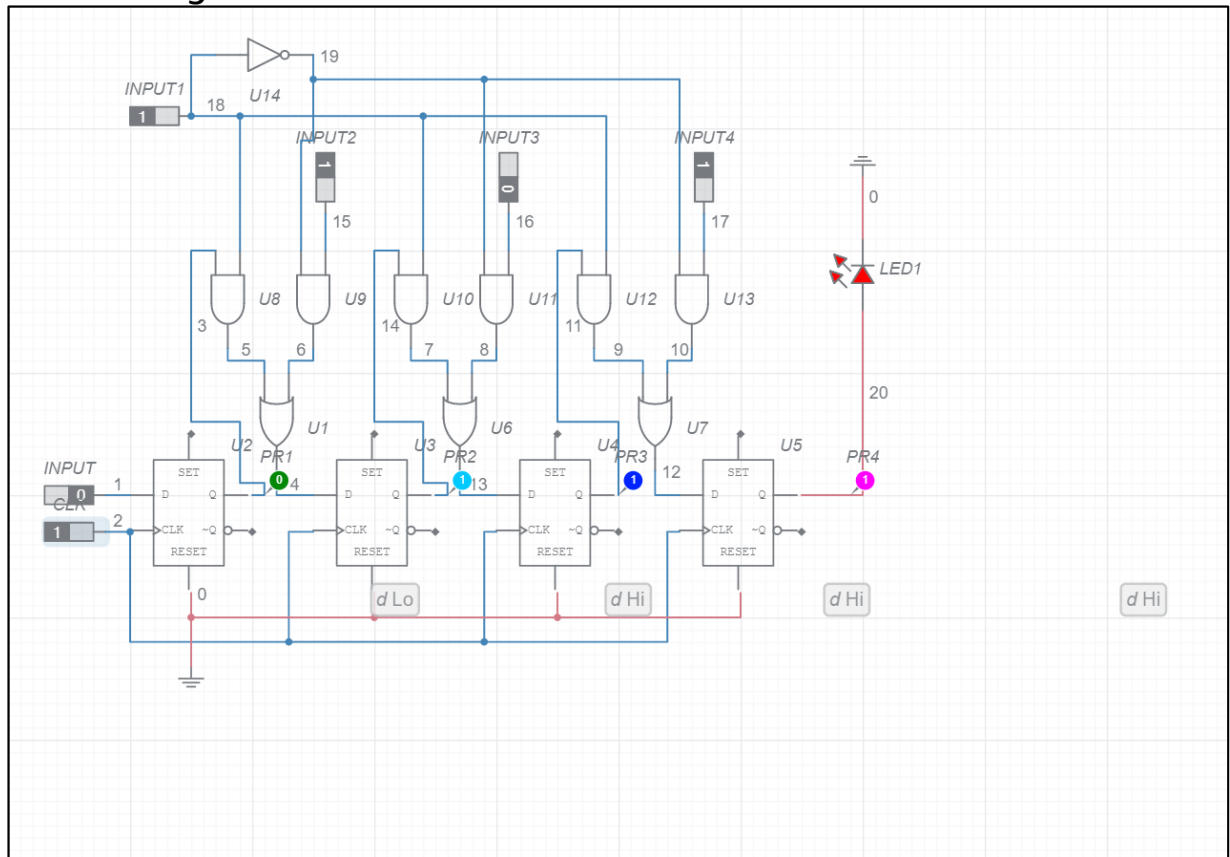 19
INPUT1
U14
18
1
INPUT2
INPUT3
INPUT4
1
0
1
0
15
16
17
LED1
U8
U9
U10
U11
U12
U13
3
14
11
5
6
7
8
9
10
20
U1
U6
U7
U2
U3
U4
U5
PR1
PR2
PR3
PR4
INPUT
SET
SET
SET
SET
12
0
1
1
1
0
1
D
Q
4
D
Q
13
D
Q
D
Q
CLK
1
2
CLK
~Q
CLK
~Q
CLK
~Q
CLK
~Q
RESET
RESET
RESET
RESET
0
d Lo
d Hi
d Hi
d Hi